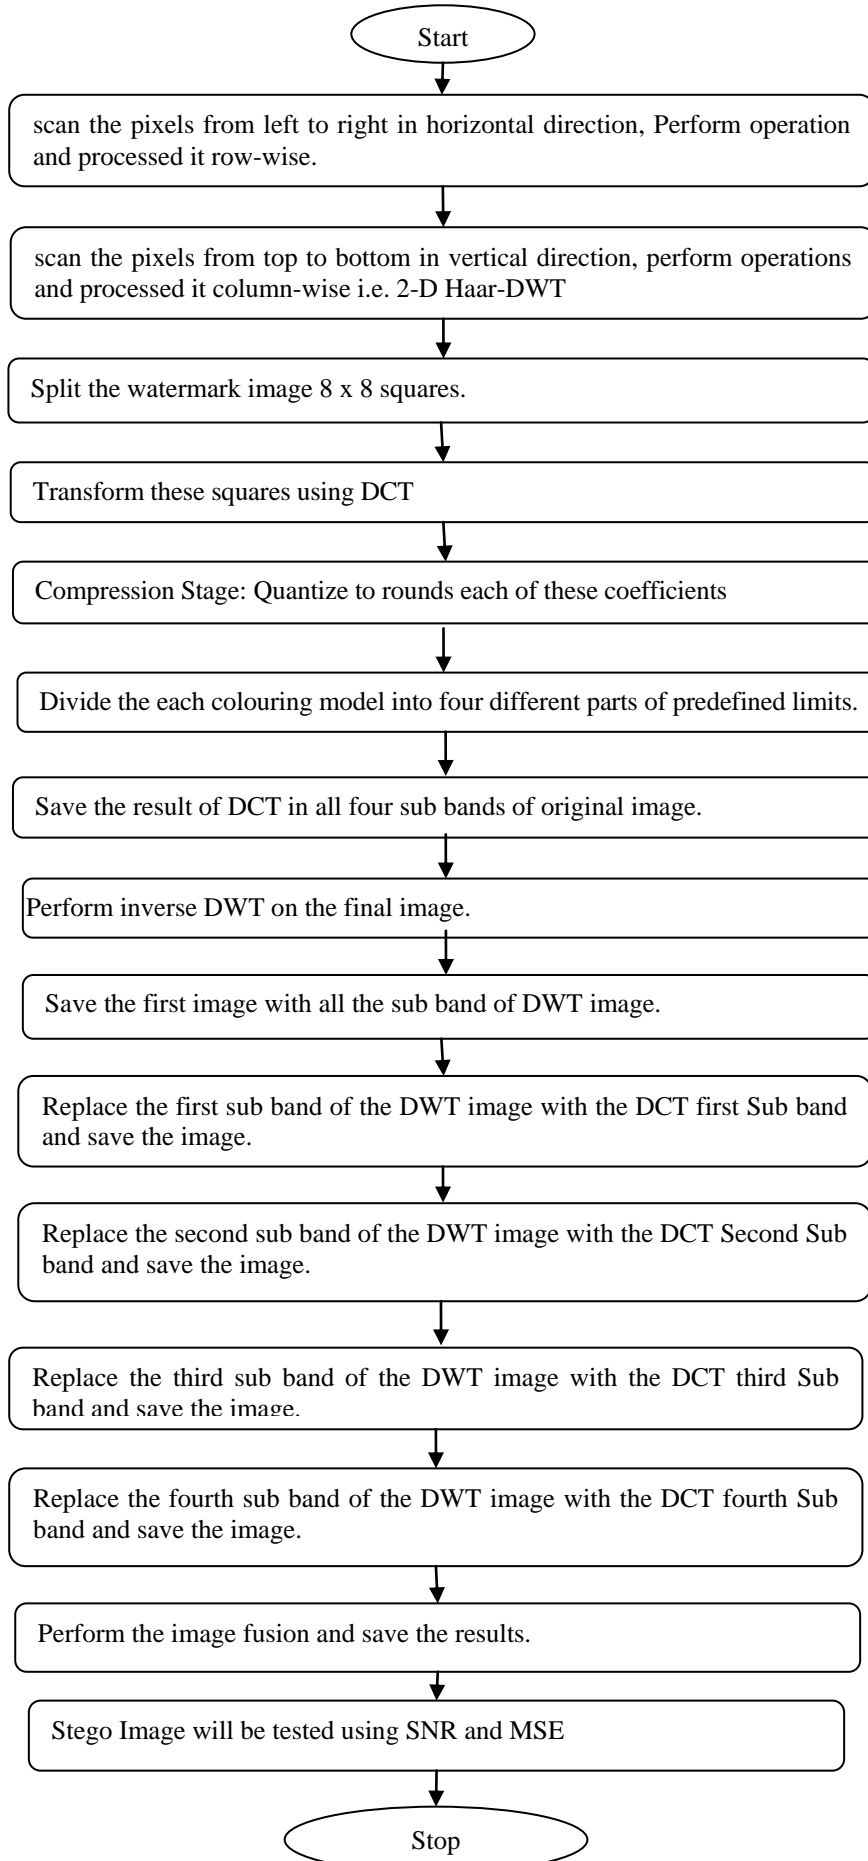 Start
scan the pixels from left to right in horizontal direction, Perform operation
and processed it row-wise.
scan the pixels from top to bottom in vertical direction, perform operations
and processed it column-wise i.e. 2-D Haar-DWT
Split the watermark image 8 x 8 squares.
Transform these squares using DCT
Compression Stage: Quantize to rounds each of these coefficients
Divide the each colouring model into four different parts of predefined limits.
Save the result of DCT in all four sub bands of original image.
Perform inverse DWT on the final image.
Save the first image with all the sub band of DWT image.
Replace the first sub band of the DWT image with the DCT first Sub band
and save the image.
Replace the second sub band of the DWT image with the DCT Second Sub
band and save the image.
Replace the third sub band of the DWT image with the DCT third Sub
band and save the image.
Replace the fourth sub band of the DWT image with the DCT fourth Sub
band and save the image.
Perform the image fusion and save the results.
Stego Image will be tested using SNR and MSE
Stop